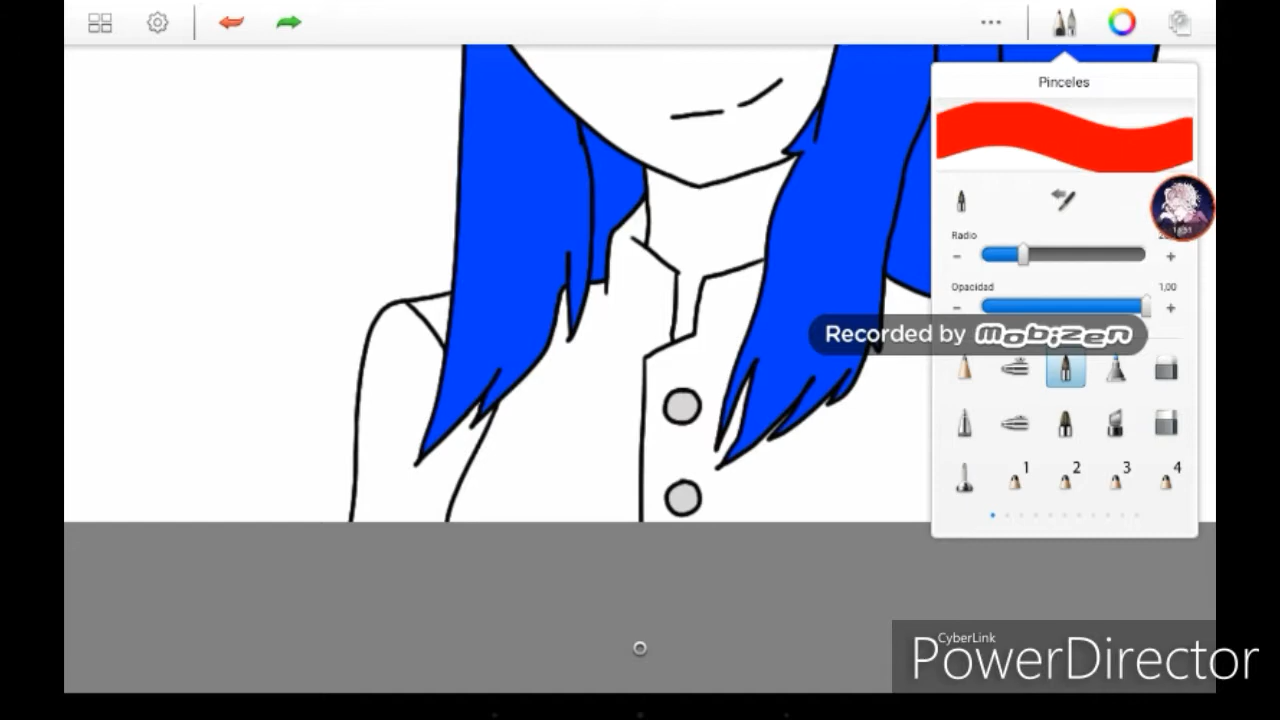 Pinceles
Radio
Opacidad
1,00
Recorded by Mobizen
1 2 3 4
CyberLink
PowerDirector